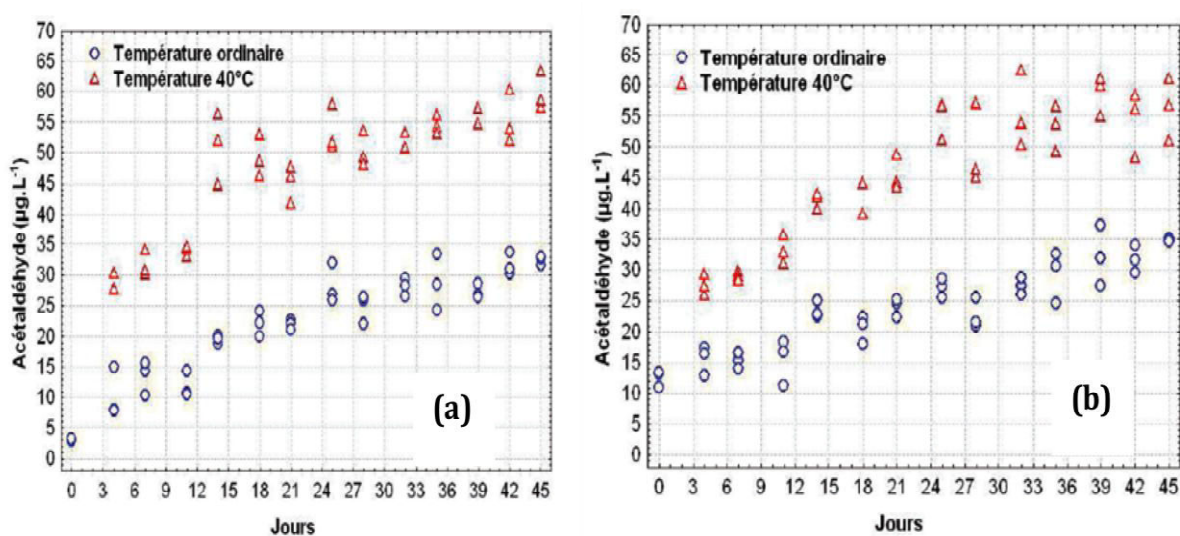 70
65
60
55
50
45
40
35
30
25
20
15
10
5
0
Acétaldéhyde (µg.L⁻¹)
Température ordinaire
Température 40°C
(a)
0 3 6 9 12 15 18 21 24 27 30 33 36 39 42 45
Jours
70
65
60
55
50
45
40
35
30
25
20
15
10
5
0
Acétaldéhyde (µg.L⁻¹)
Température ordinaire
Température 40°C
(b)
0 3 6 9 12 15 18 21 24 27 30 33 36 39 42 45
Jours